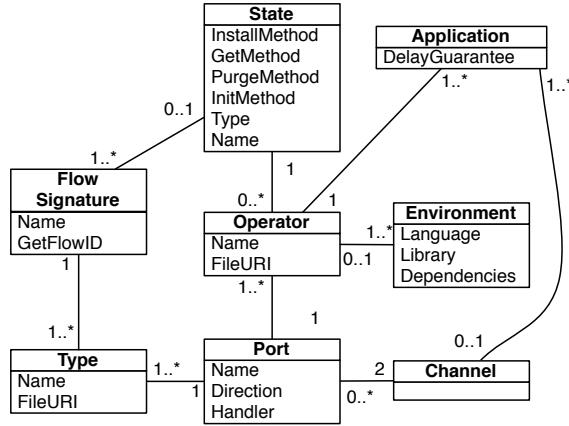 State
InstallMethod
GetMethod
PurgeMethod
InitMethod
Type
Name
Application
DelayGuarantee
0..1
1..*
1..*
1..*
Flow
Signature
Name
GetFlowID
1
0..*
1
Operator
Name
FileURI
1..*
0..1
Environment
Language
Library
Dependencies
1
1..*
1..*
1
0..1
Type
Name
FileURI
1..*
1
Port
Name
Direction
Handler
2
0..*
Channel